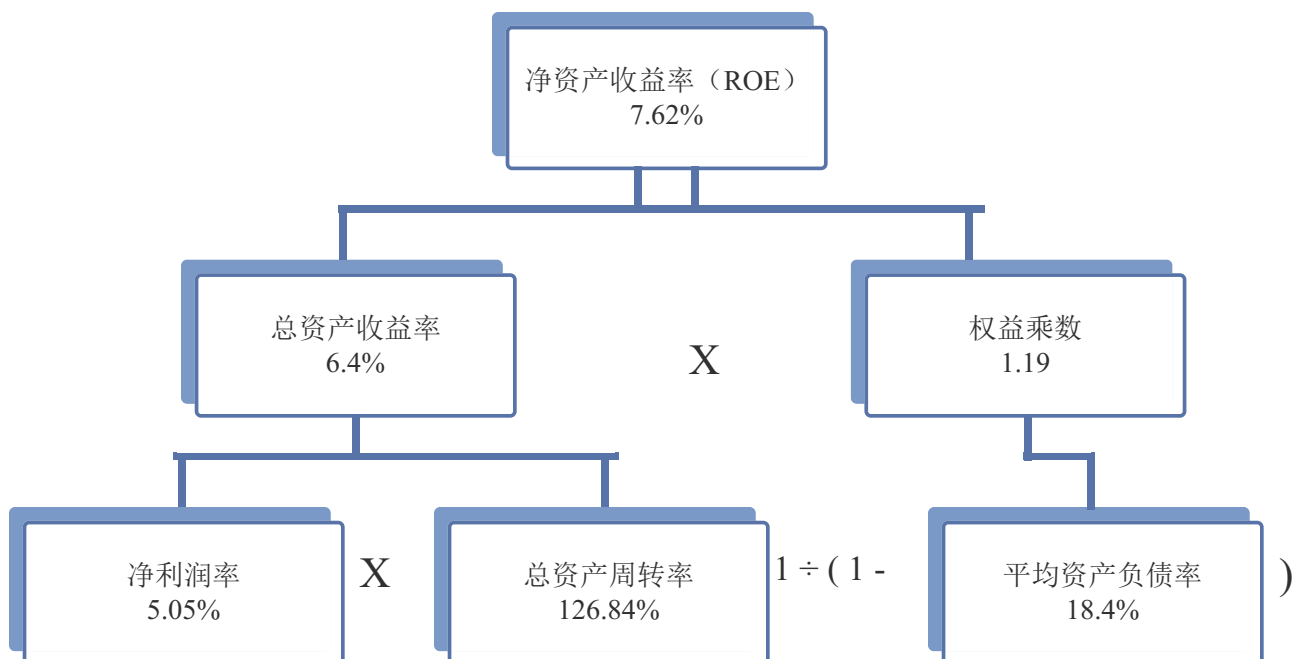 净资产收益率（ROE）
7.62%
总资产收益率
6.4%
X
权益乘数
1.19
净利润率
5.05%
X
总资产周转率
126.84%
1 ÷ ( 1 -
平均资产负债率
18.4%
)